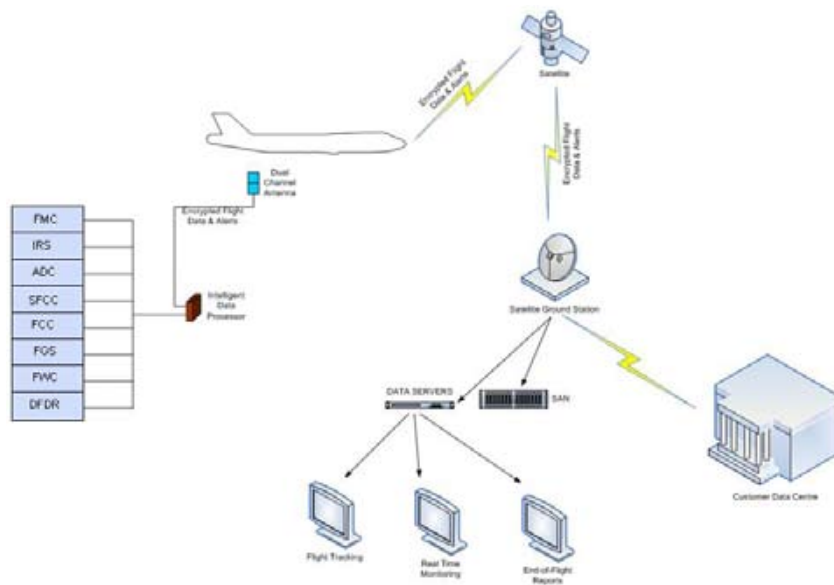 Satellite
Encrypted Flight
Data & Alerts
Encrypted Flight
Data & Alerts
Dual
Channel
Antenna
Encrypted Flight
Data & Alerts
FMC
IRS
ADC
SFCC
FCC
FGS
FWC
DFDR
Intelligent
Data
Processor
Satellite Ground Station
DATA SERVERS
SAN
Customer Data Centre
Flight Tracking
Real Time
Monitoring
End-of-Flight
Reports